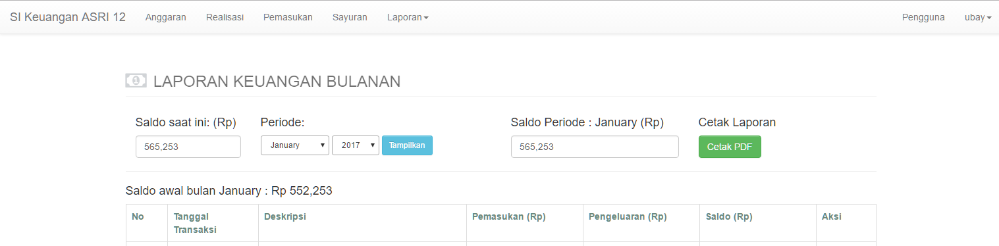 SI Keuangan ASRI 12 Anggaran Realisasi Pemasukan Sayuran Laporan Pengguna ubay
LAPORAN KEUANGAN BULANAN
Saldo saat ini: (Rp) Periode: Saldo Periode : January (Rp) Cetak Laporan
565,253 January 2017 Tampilkan 565,253 Cetak PDF
Saldo awal bulan January : Rp 552,253
No Tanggal Deskripsi Pemasukan (Rp) Pengeluaran (Rp) Saldo (Rp) Aksi
Transaksi